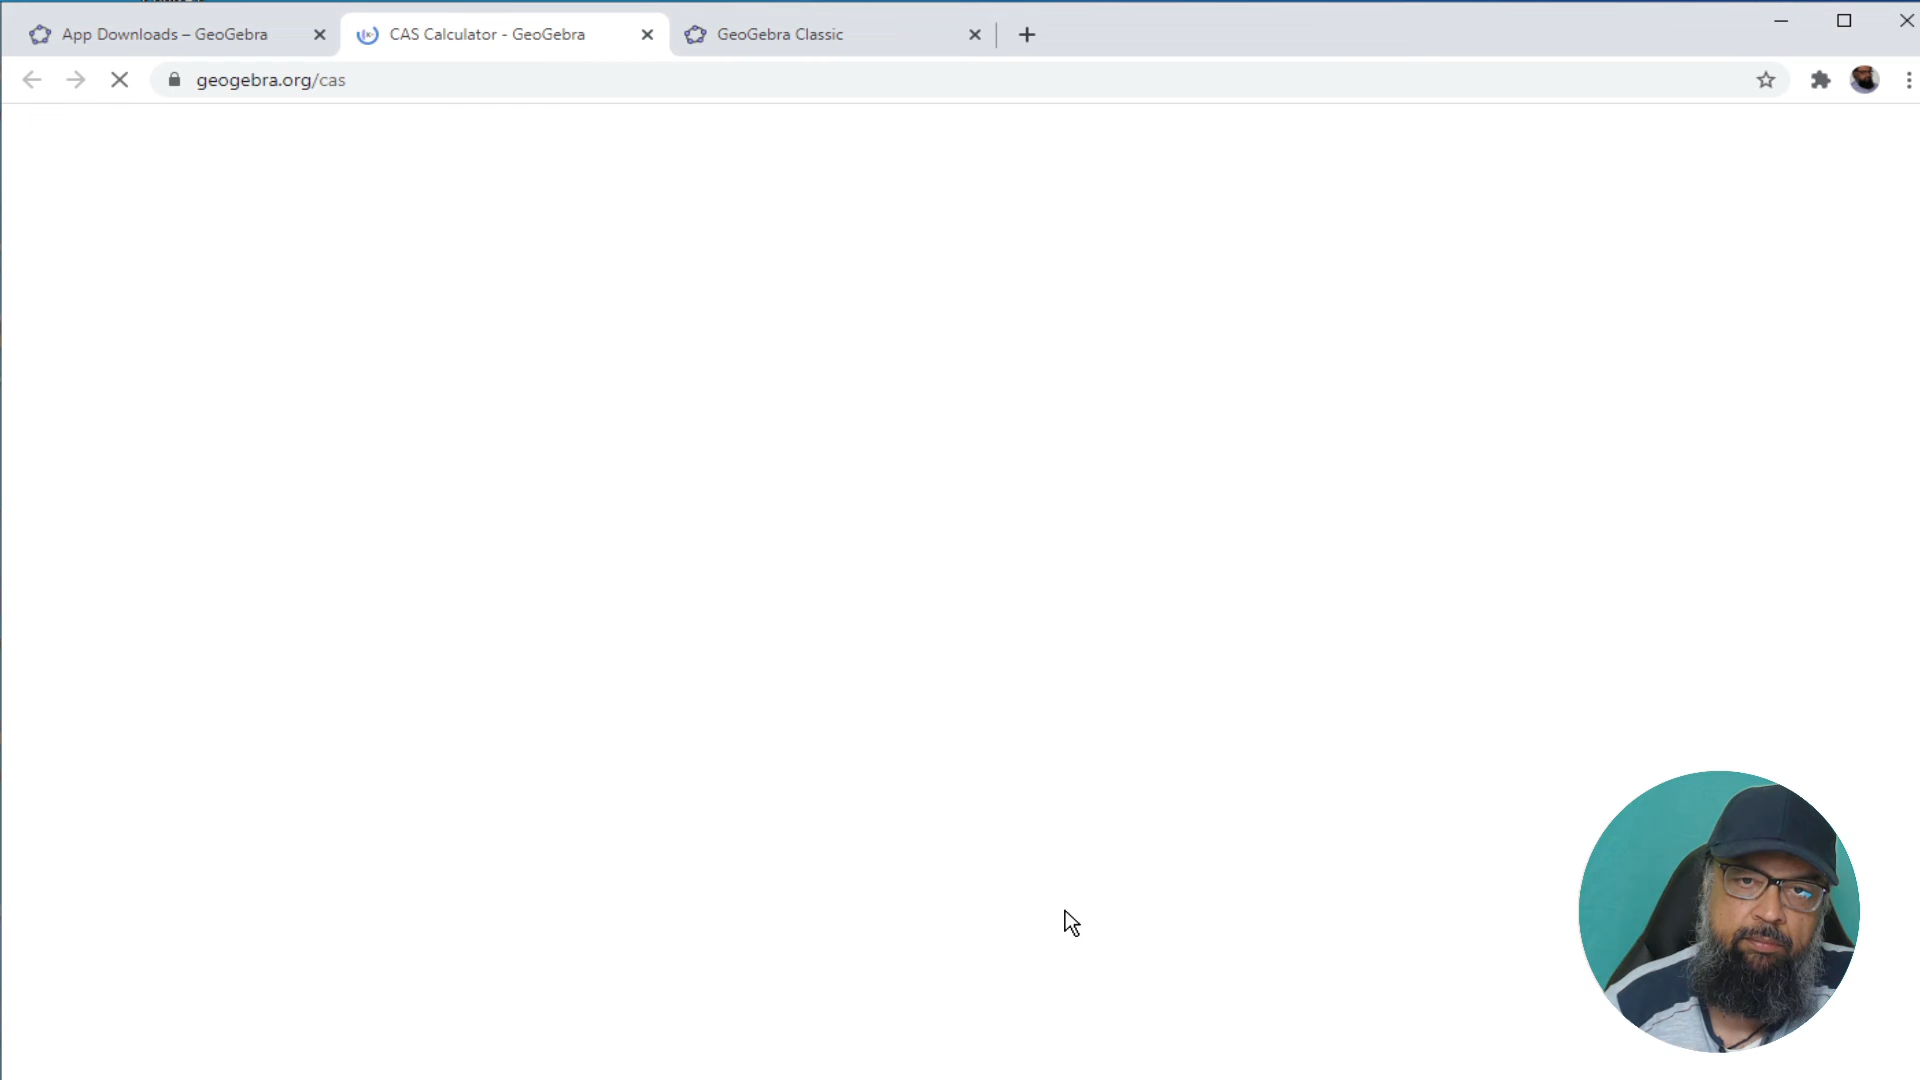 App Downloads – GeoGebra
CAS Calculator - GeoGebra
GeoGebra Classic
geogebra.org/cas